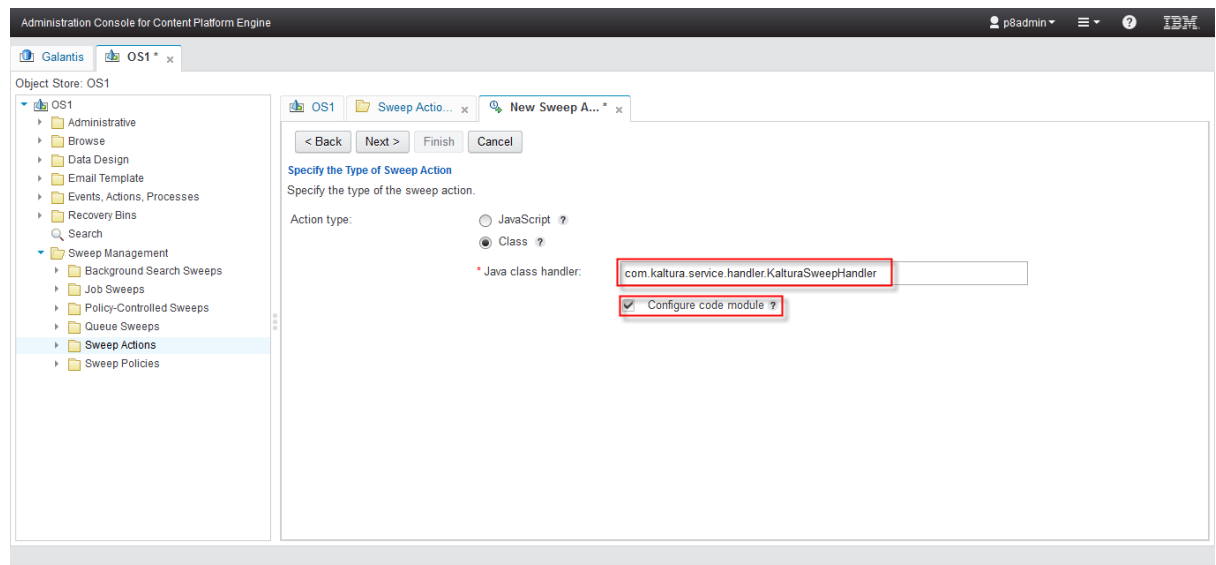 Administration Console for Content Platform Engine
p8admin
?
IBM.
Galantis
OS1 * x
Object Store: OS1
OS1
Administrative
Browse
Data Design
Email Template
Events, Actions, Processes
Recovery Bins
Search
Sweep Management
Background Search Sweeps
Job Sweeps
Policy-Controlled Sweeps
Queue Sweeps
Sweep Actions
Sweep Policies
OS1
Sweep Actio... x
New Sweep A... * x
< Back
Next >
Finish
Cancel
Specify the Type of Sweep Action
Specify the type of the sweep action.
Action type:
JavaScript ?
Class ?
* Java class handler:
com.kaltura.service.handler.KalturaSweepHandler
Configure code module ?